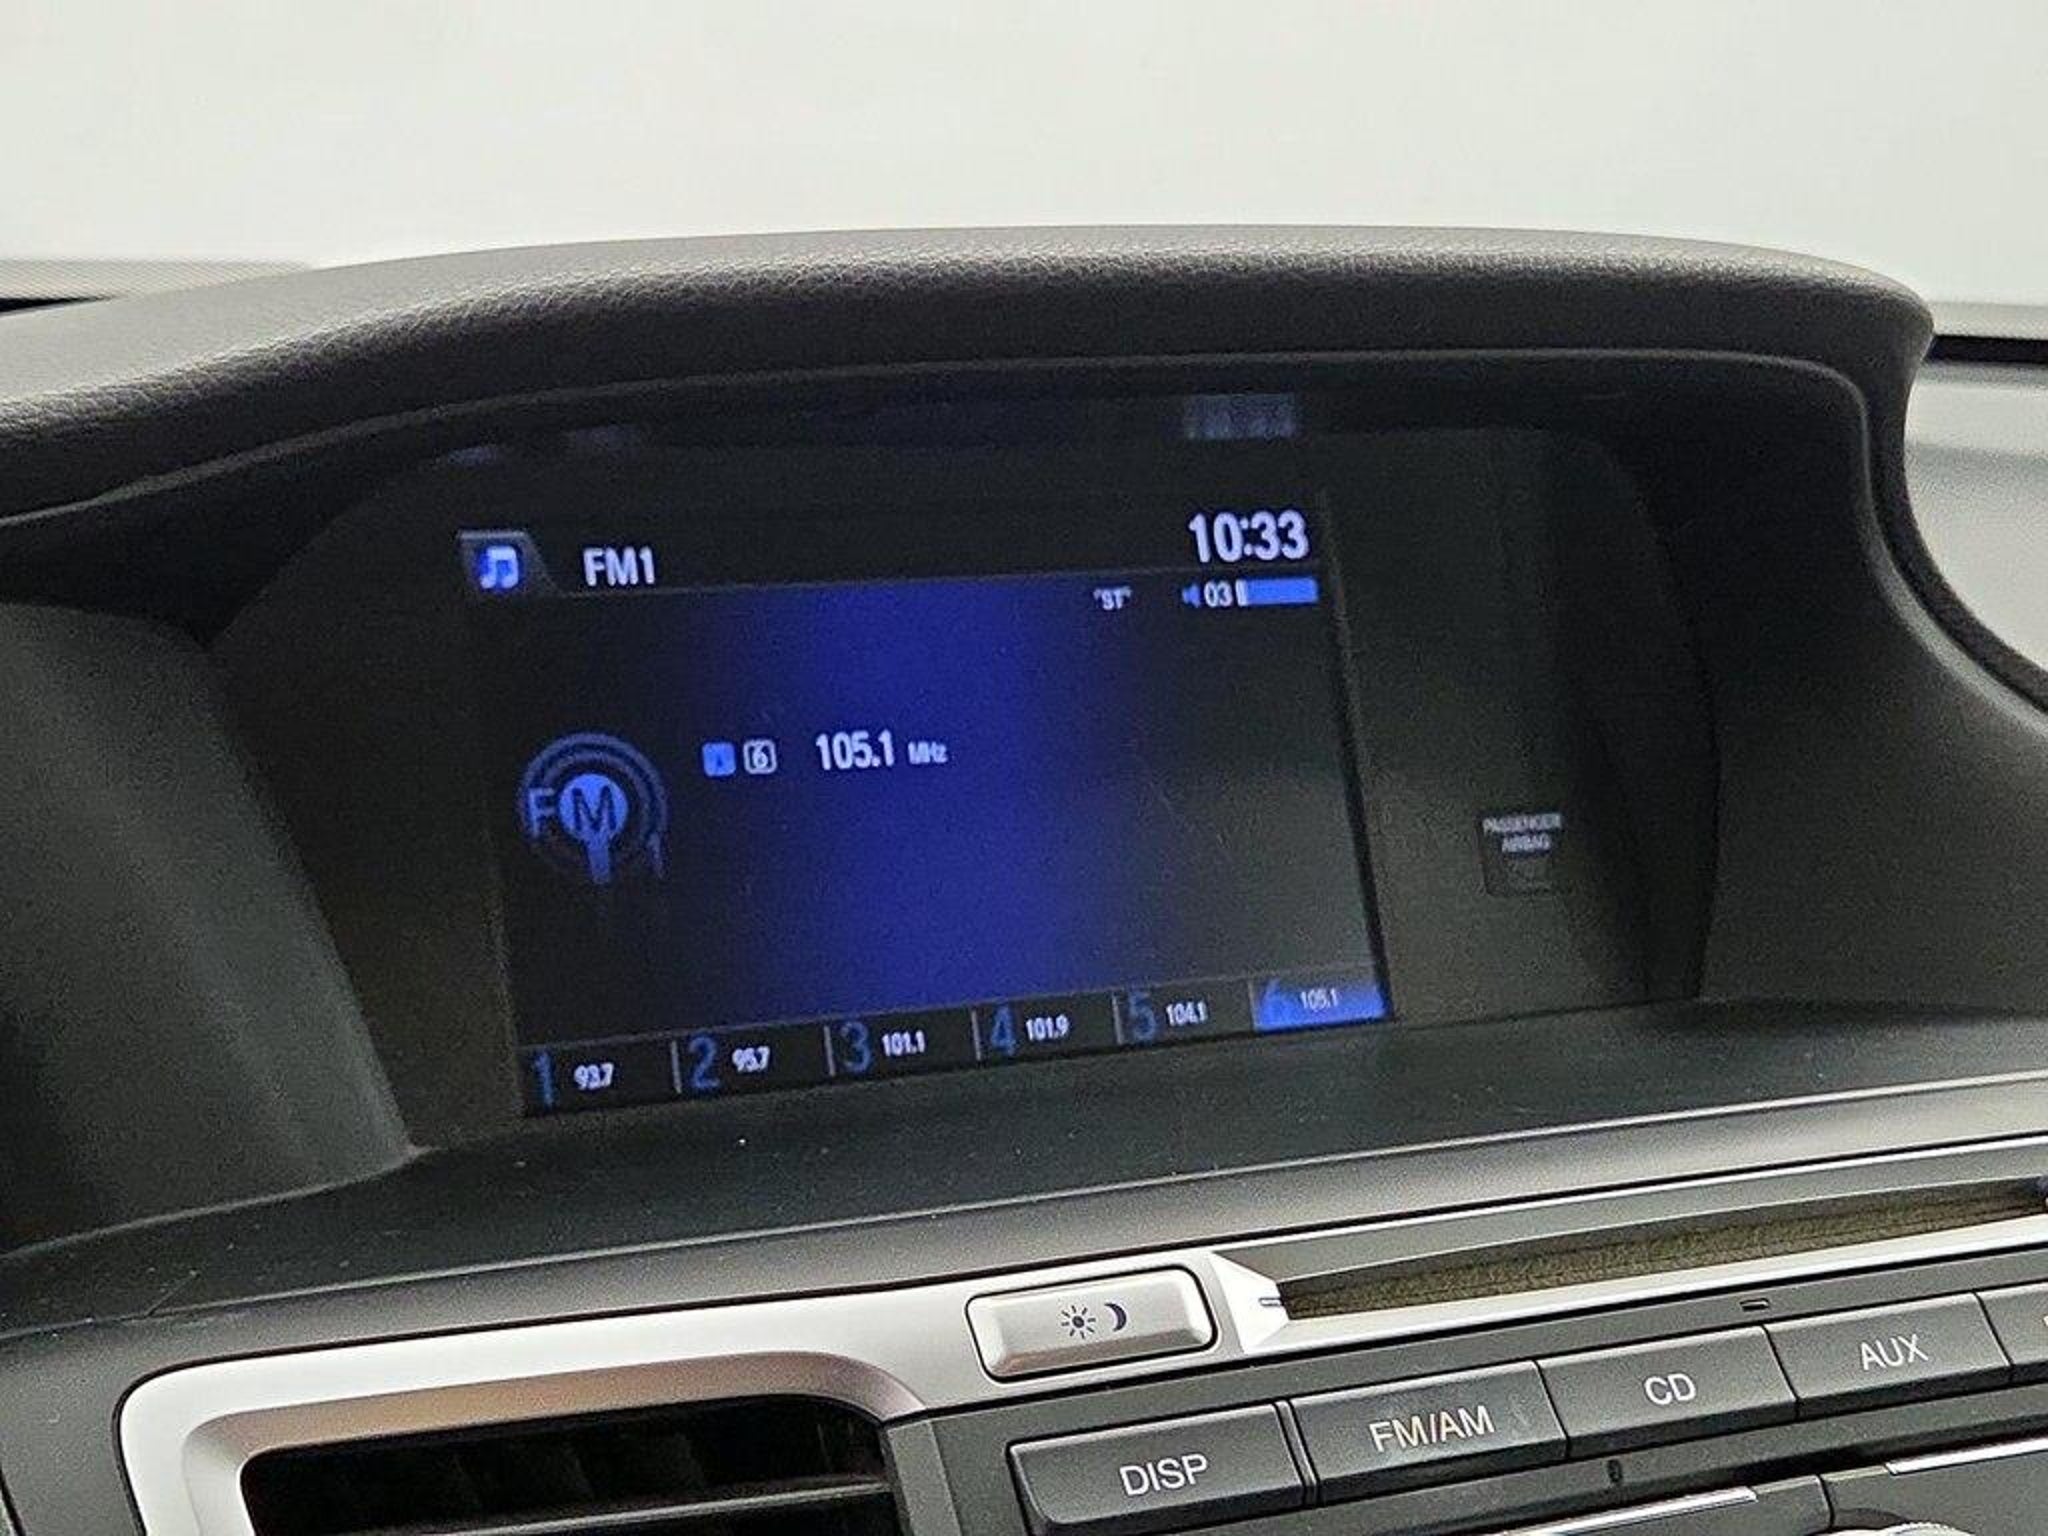 FM1
10:33
"ST"
03
FM
6 105.1 MHz
1 93.7 2 95.7 3 101.1 4 101.9 5 104.1 6 105.1
PASSENGER
AIRBAG
DISP
FM/AM
CD
AUX